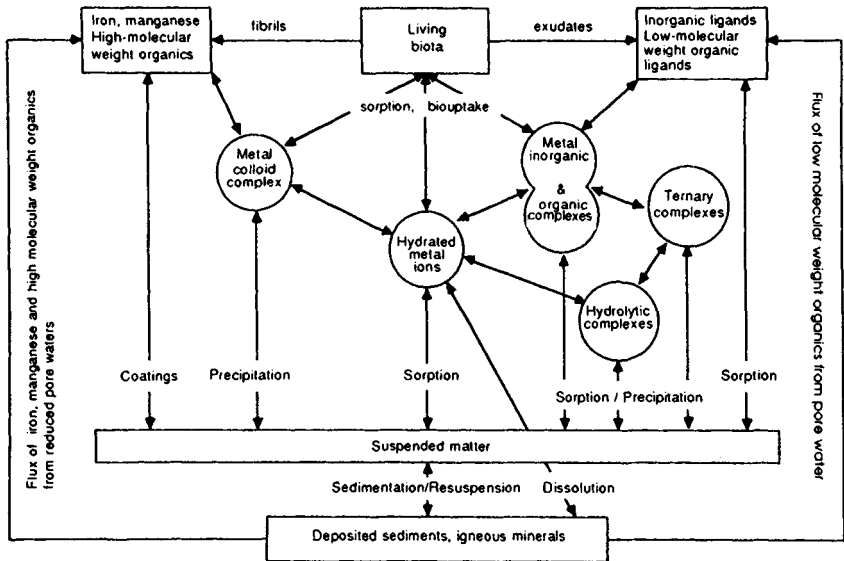 Iron, manganese
High-molecular
weight organics
fibrils
Living
biota
exudates
Inorganic ligands
Low-molecular
weight organic
ligands
sorption, biouptake
Metal
colloid
complex
Metal
inorganic
&
organic
complexes
Ternary
complexes
Hydrated
metal
ions
Hydrolytic
complexes
Flux of iron, manganese and high molecular weight organics
from reduced pore waters
Flux of low molecular weight organics from pore water
Coatings
Precipitation
Sorption
Sorption / Precipitation
Sorption
Suspended matter
Sedimentation/Resuspension
Dissolution
Deposited sediments, igneous minerals